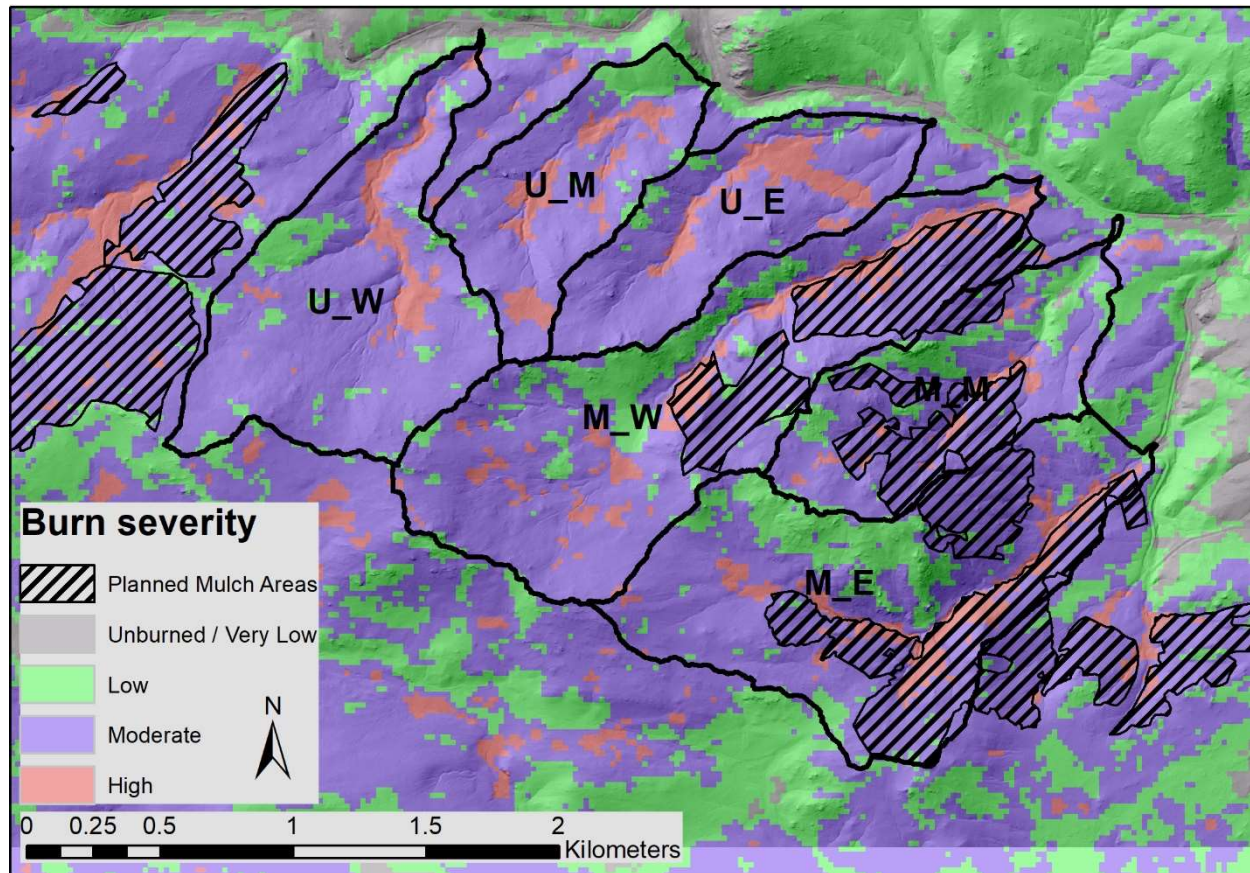 U_M
U_E
U_W
M_M
M_W
M_E
Burn severity
Planned Mulch Areas
Unburned / Very Low
Low
Moderate
High
N
0 0.25 0.5 1 1.5 2
Kilometers